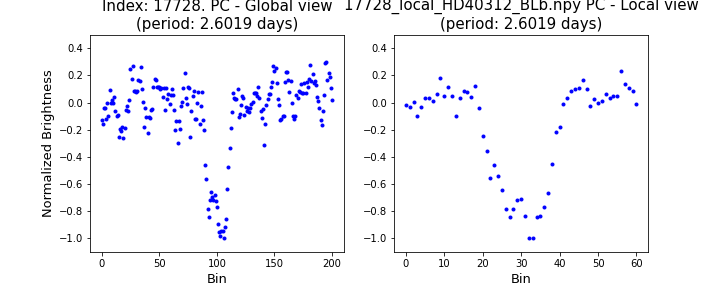 Index: 17728. PC - Global view
(period: 2.6019 days)
17728_local_HD40312_BLb.npy PC - Local view
(period: 2.6019 days)
Normalized Brightness
0.4
0.2
0.0
−0.2
−0.4
−0.6
−0.8
−1.0
0 50 100 150 200
Bin
0.4
0.2
0.0
−0.2
−0.4
−0.6
−0.8
−1.0
0 10 20 30 40 50 60
Bin